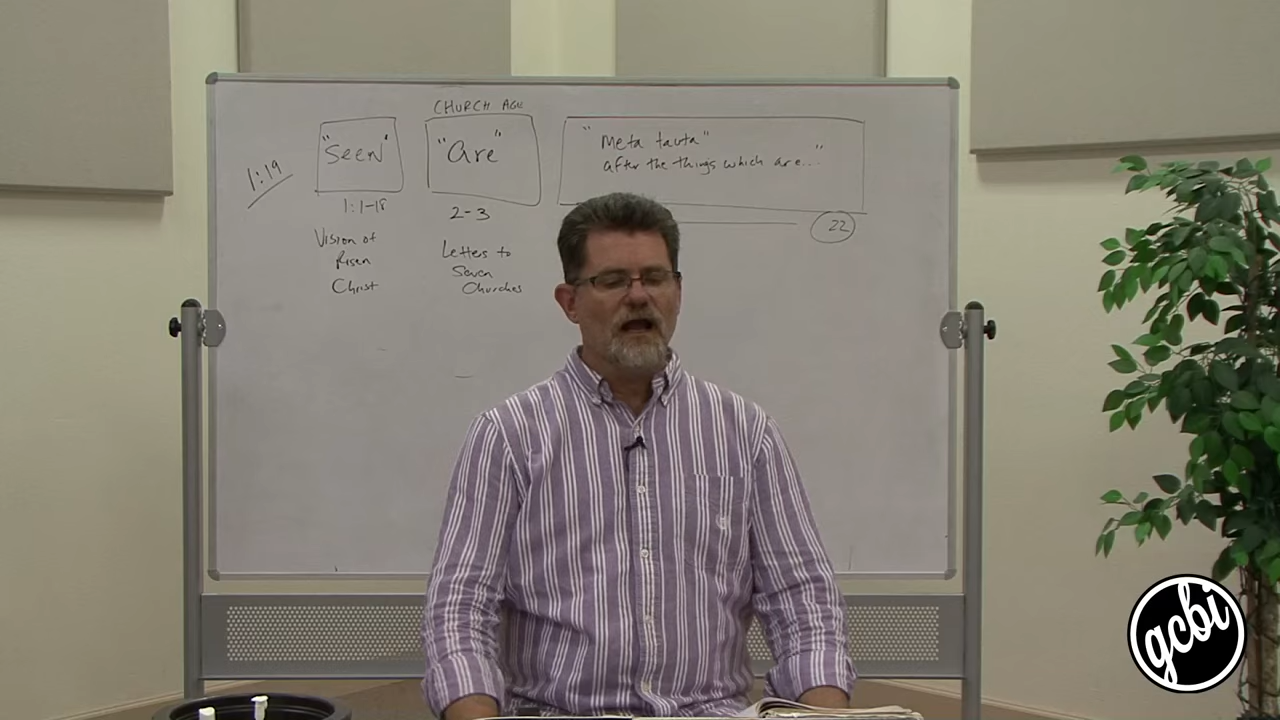 CHURCH AGE
1:19
"Seen"
"are"
"Meta tauta"
after the things which are..."
1:1-18
2-3
22
Vision of
Risen
Christ
Letters to
Seven
Churches
gcbi